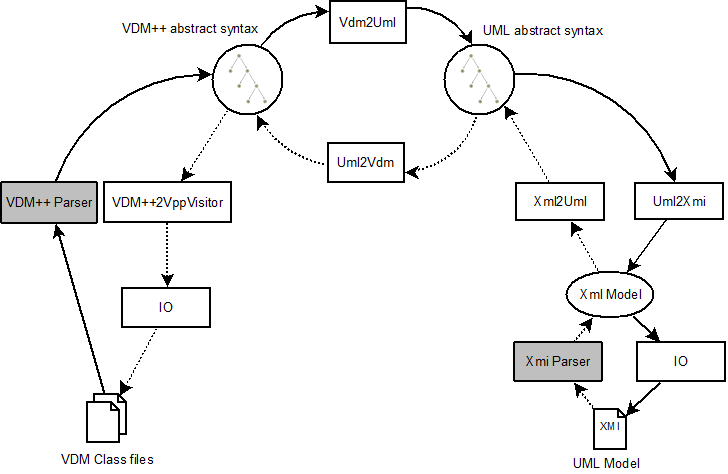 VDM++ abstract syntax
Vdm2Uml
UML abstract syntax
Uml2Vdm
VDM++ Parser
VDM++2VppVisitor
Xml2Uml
Uml2Xmi
IO
Xml Model
Xmi Parser
IO
XMI
VDM Class files
UML Model